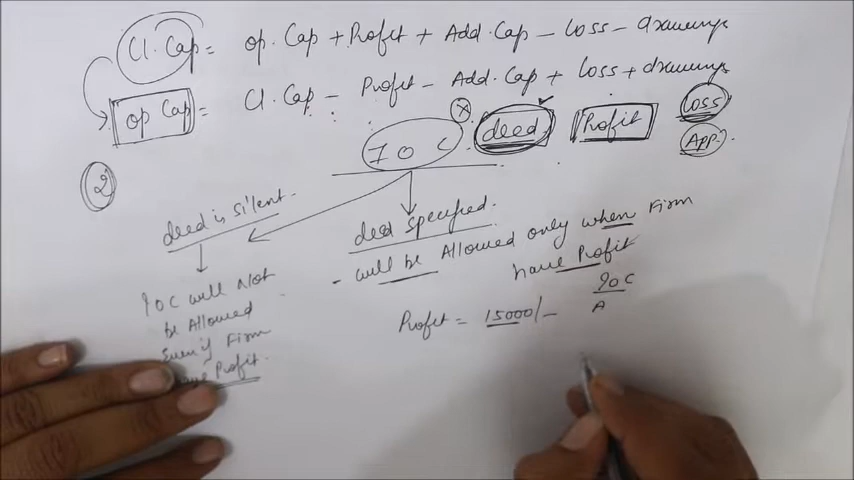 Cl. Cap = op. Cap + Profit + Add. Cap - loss - drawings
op Cap = Cl. Cap - Profit - Add. Cap + loss + drawings
IOC deed Profit loss
App.
2
deed is silent.
deed specified.
- will be Allowed only when Firm
have Profit
IOC will Not
be Allowed
Even if Firm
have Profit.
Profit = 15000/-
IOC
A